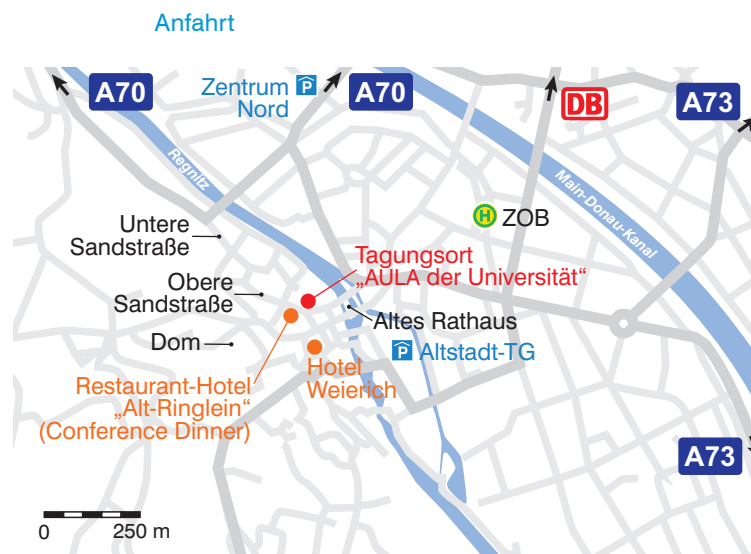 Anfahrt
A70
Zentrum
Nord
P
A70
DB
A73
Regnitz
Main-Donau-Kanal
Untere
Sandstraße
H ZOB
Tagungsort
„AULA der Universität“
Obere
Sandstraße
Altes Rathaus
Dom
P Altstadt-TG
Hotel
Weierich
Restaurant-Hotel
„Alt-Ringlein“
(Conference Dinner)
A73
0 250 m